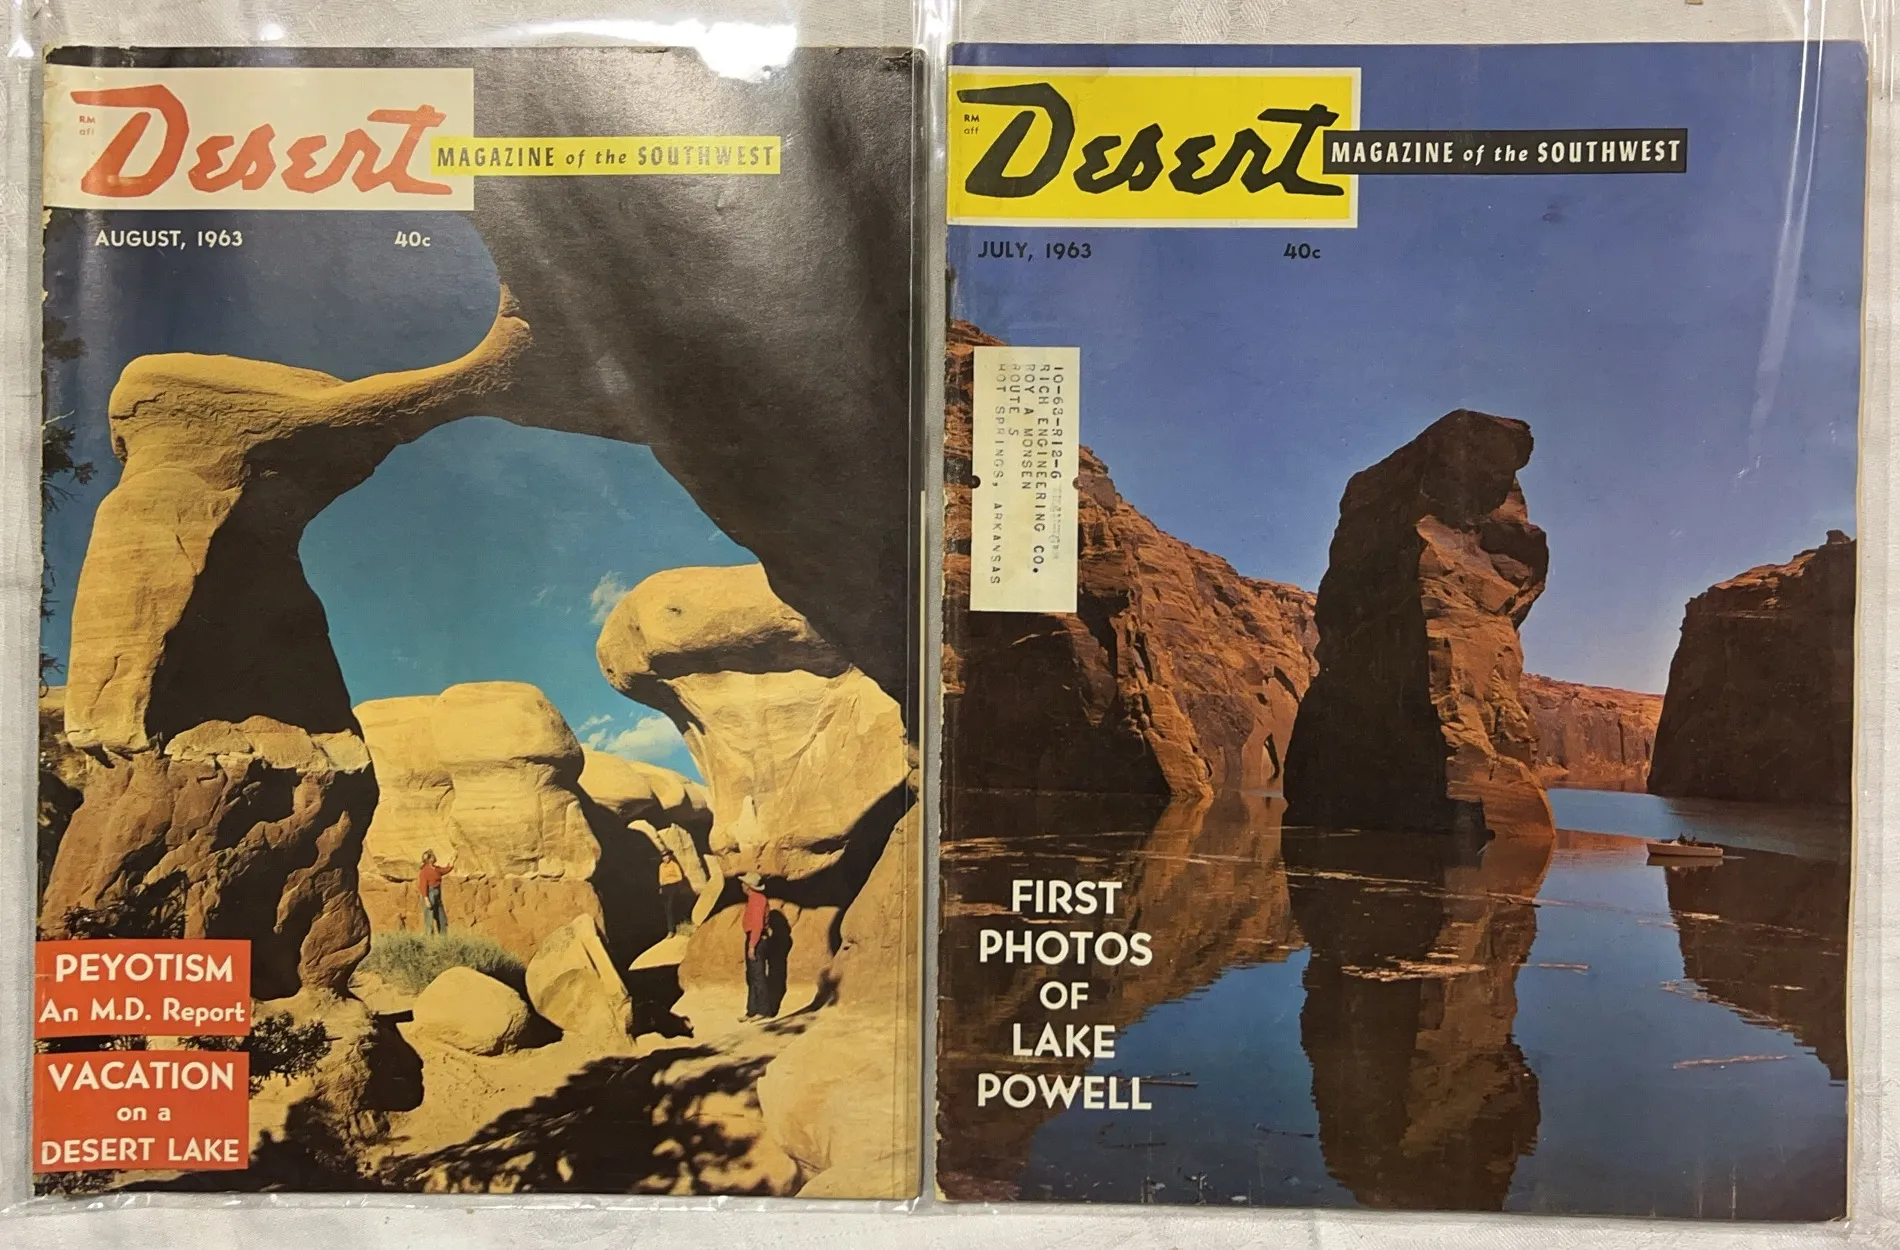 RM
aff
Desert
MAGAZINE of the SOUTHWEST
AUGUST, 1963 40c
PEYOTISM
An M.D. Report
VACATION
on a
DESERT LAKE
RM
aff
Desert
MAGAZINE of the SOUTHWEST
JULY, 1963 40c
10-63-R12-6
RICH ENGINEERING CO.
ROY A MONSEN
ROUTE 5
HOT SPRINGS, ARKANSAS
FIRST
PHOTOS
OF
LAKE
POWELL